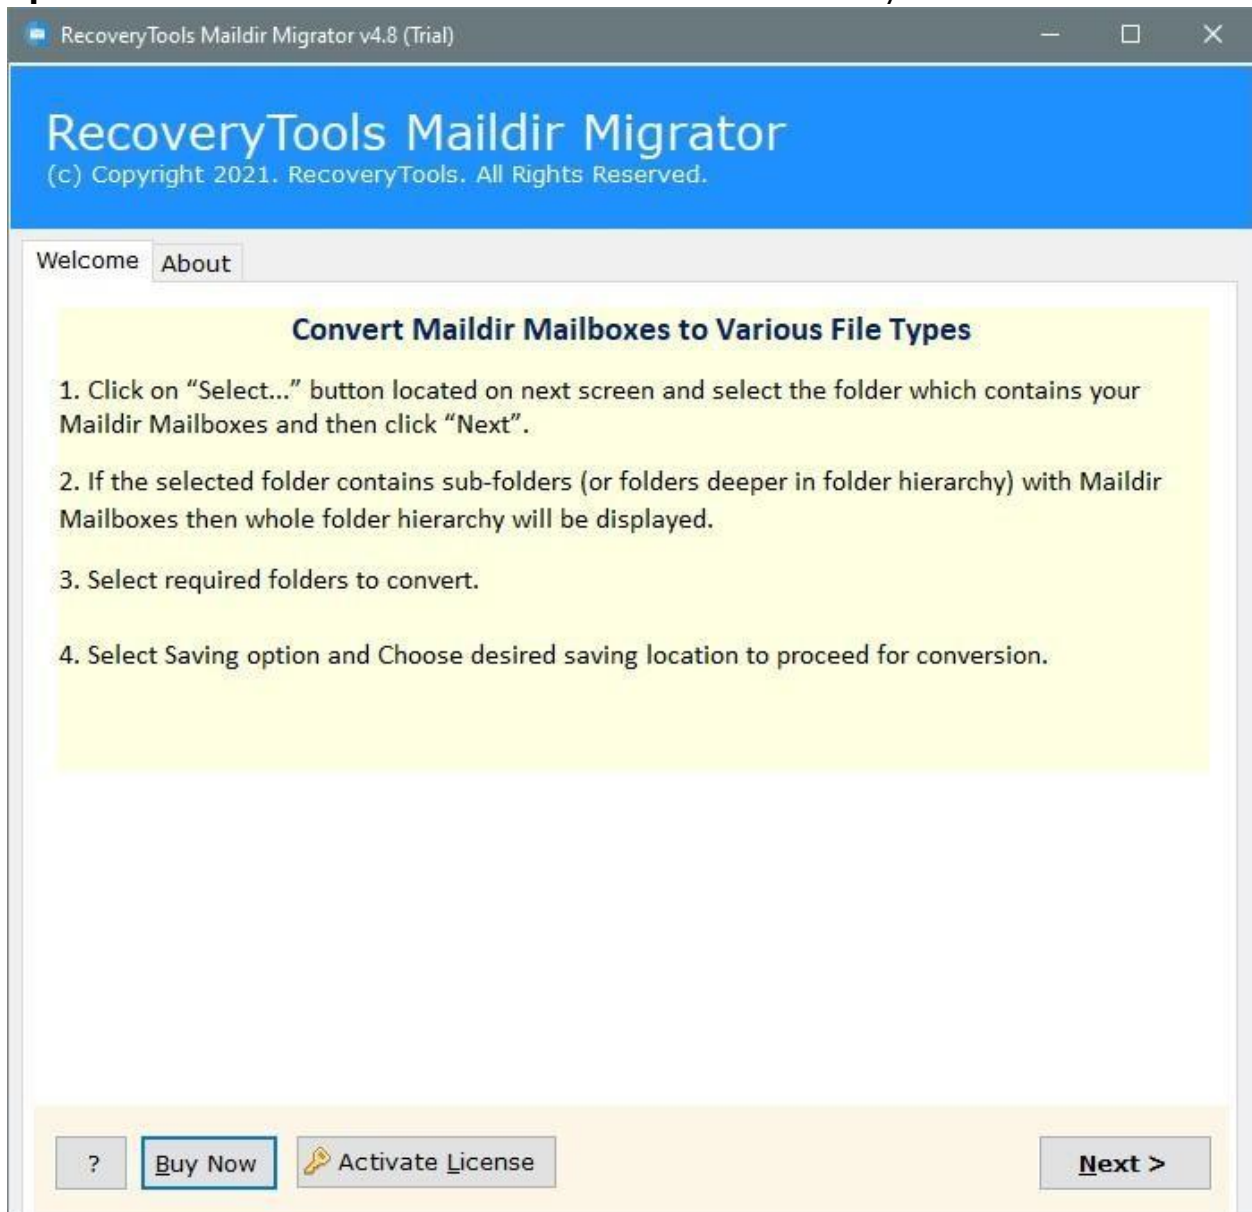 RecoveryTools Maildir Migrator v4.8 (Trial)
RecoveryTools Maildir Migrator
(c) Copyright 2021. RecoveryTools. All Rights Reserved.
Welcome About
Convert Maildir Mailboxes to Various File Types
1. Click on “Select...” button located on next screen and select the folder which contains your
Maildir Mailboxes and then click “Next”.
2. If the selected folder contains sub-folders (or folders deeper in folder hierarchy) with Maildir
Mailboxes then whole folder hierarchy will be displayed.
3. Select required folders to convert.
4. Select Saving option and Choose desired saving location to proceed for conversion.
? Buy Now Activate License Next >